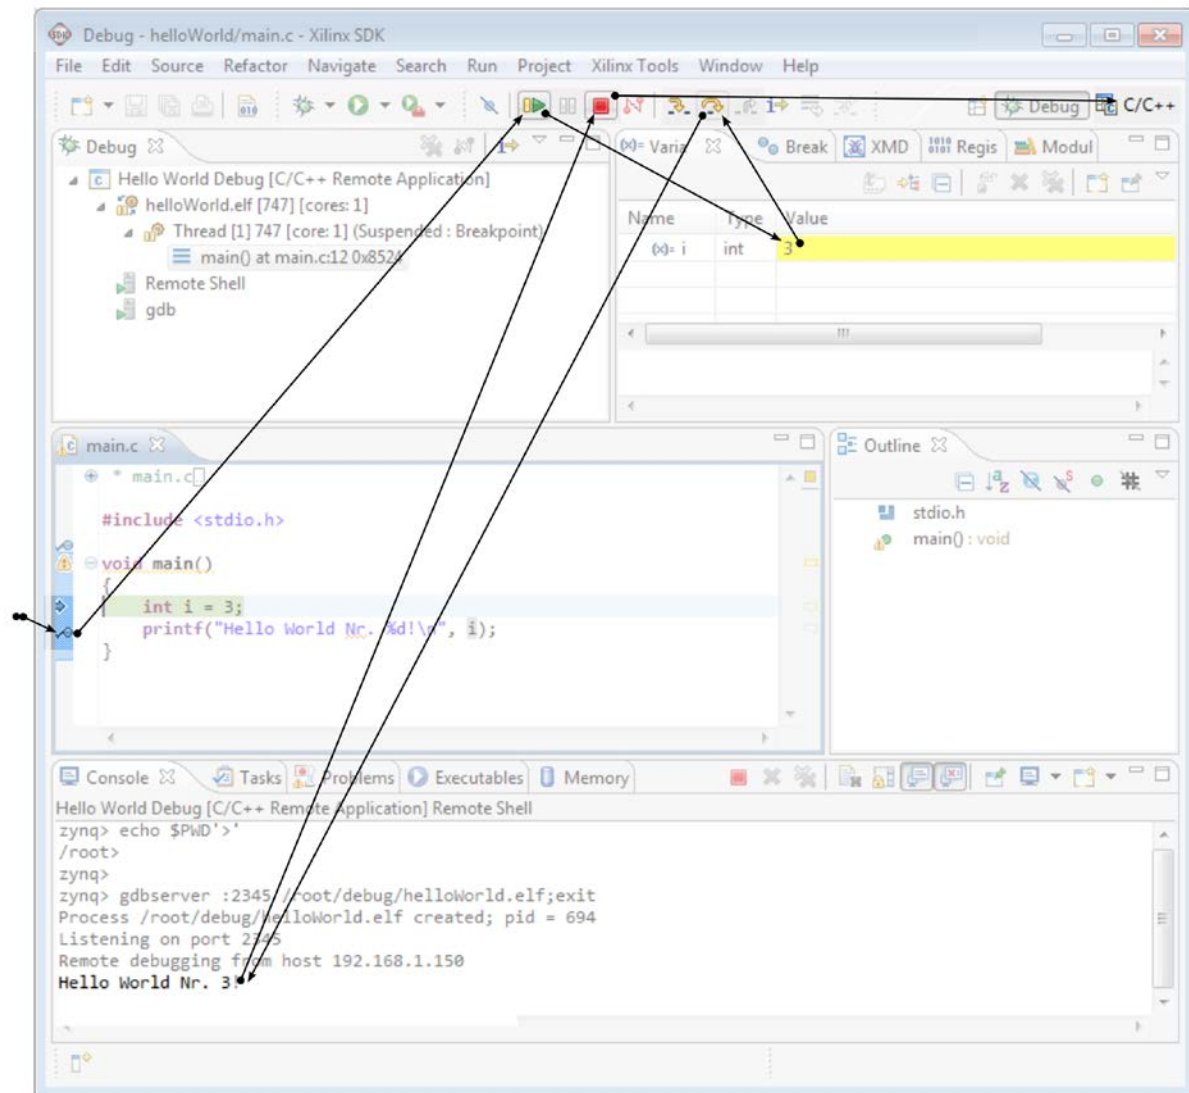 Debug - helloWorld/main.c - Xilinx SDK
File Edit Source Refactor Navigate Search Run Project Xilinx Tools Window Help
Debug C/C++
Debug
Hello World Debug [C/C++ Remote Application]
helloWorld.elf [747] [cores: 1]
Thread [1] 747 [core: 1] (Suspended : Breakpoint)
main() at main.c:12 0x8524
Remote Shell
gdb
(x)= Varia Break XMD Regis Modul
Name Type Value
(x)= i int 3
main.c
* main.c
#include <stdio.h>
void main()
{
int i = 3;
printf("Hello World Nr. %d!\n", i);
}
Outline
stdio.h
main() : void
Console Tasks Problems Executables Memory
Hello World Debug [C/C++ Remote Application] Remote Shell
zynq> echo $PWD'>'
/root>
zynq>
zynq> gdbserver :2345 /root/debug/helloWorld.elf;exit
Process /root/debug/helloWorld.elf created; pid = 694
Listening on port 2345
Remote debugging from host 192.168.1.150
Hello World Nr. 3!